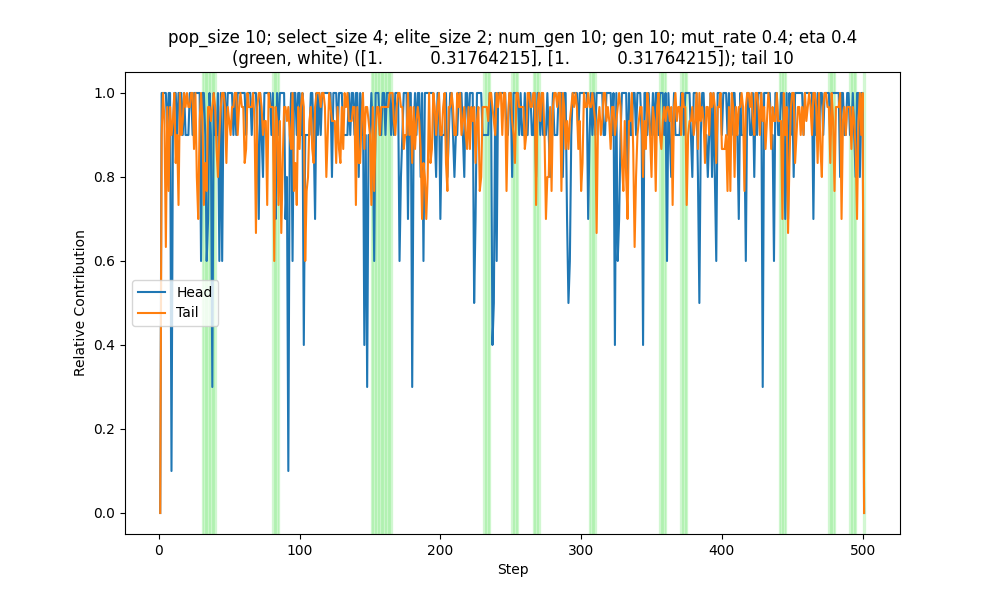 pop_size 10; select_size 4; elite_size 2; num_gen 10; gen 10; mut_rate 0.4; eta 0.4
(green, white) ([1.          0.31764215], [1.          0.31764215]); tail 10
1.0
0.8
0.6
0.4
0.2
0.0
Relative Contribution
Head
Tail
0 100 200 300 400 500
Step